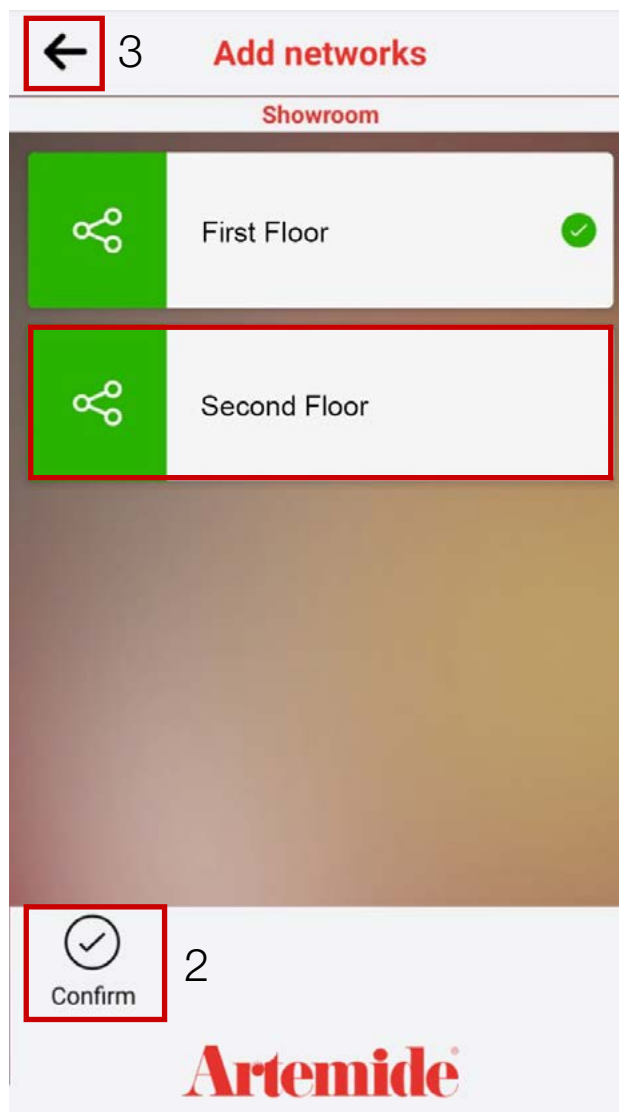 3 Add networks
Showroom
First Floor
Second Floor
2
Confirm
Artemide®